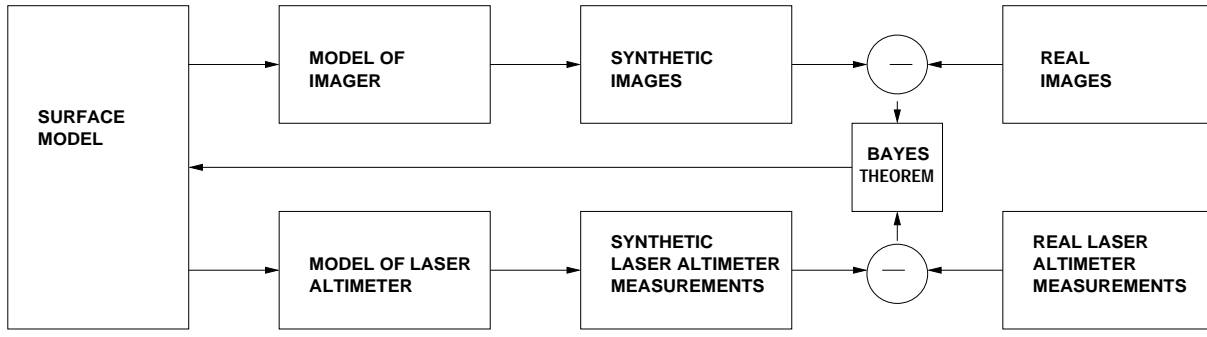 SURFACE
MODEL
MODEL OF
IMAGER
SYNTHETIC
IMAGES
REAL
IMAGES
BAYES
THEOREM
MODEL OF LASER
ALTIMETER
SYNTHETIC
LASER ALTIMETER
MEASUREMENTS
REAL LASER
ALTIMETER
MEASUREMENTS